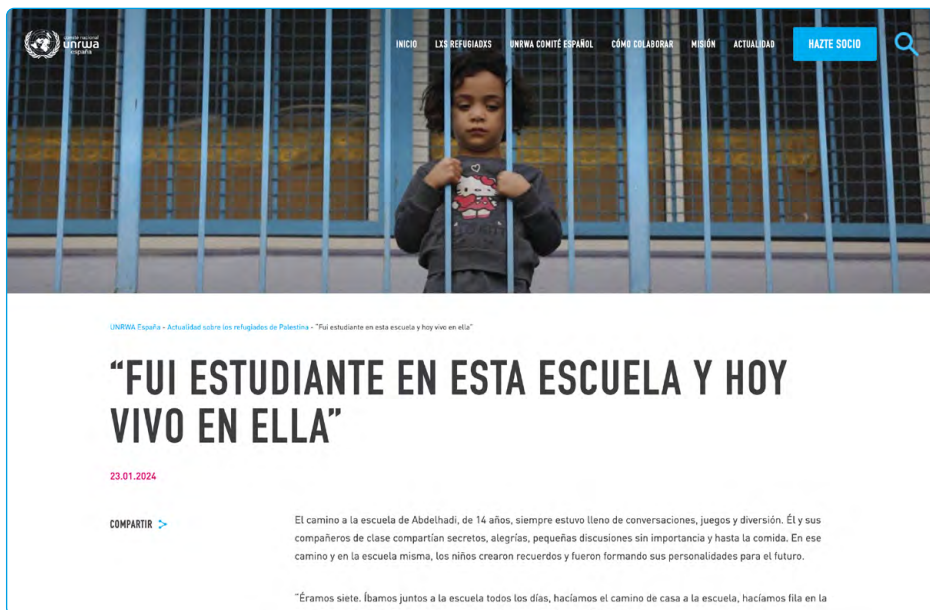 comité nacional
unrwa
españa
INICIO LXS REFUGIADXS UNRWA COMITÉ ESPAÑOL CÓMO COLABORAR MISIÓN ACTUALIDAD HAZTE SOCIO
UNRWA España - Actualidad sobre los refugiados de Palestina - "Fui estudiante en esta escuela y hoy vivo en ella"
“FUI ESTUDIANTE EN ESTA ESCUELA Y HOY
VIVO EN ELLA”
23.01.2024
COMPARTIR
El camino a la escuela de Abdelhadi, de 14 años, siempre estuvo lleno de conversaciones, juegos y diversión. Él y sus
compañeros de clase compartían secretos, alegrías, pequeñas discusiones sin importancia y hasta la comida. En ese
camino y en la escuela misma, los niños crearon recuerdos y fueron formando sus personalidades para el futuro.
"Éramos siete. Íbamos juntos a la escuela todos los días, hacíamos el camino de casa a la escuela, hacíamos fila en la